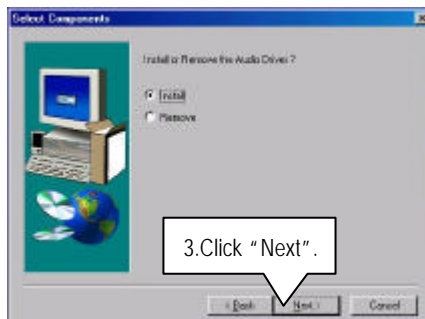 Select Components
Install or Remove the Audio Driver ?
Install
Remove
3.Click “Next”.
< Back
Next >
Cancel